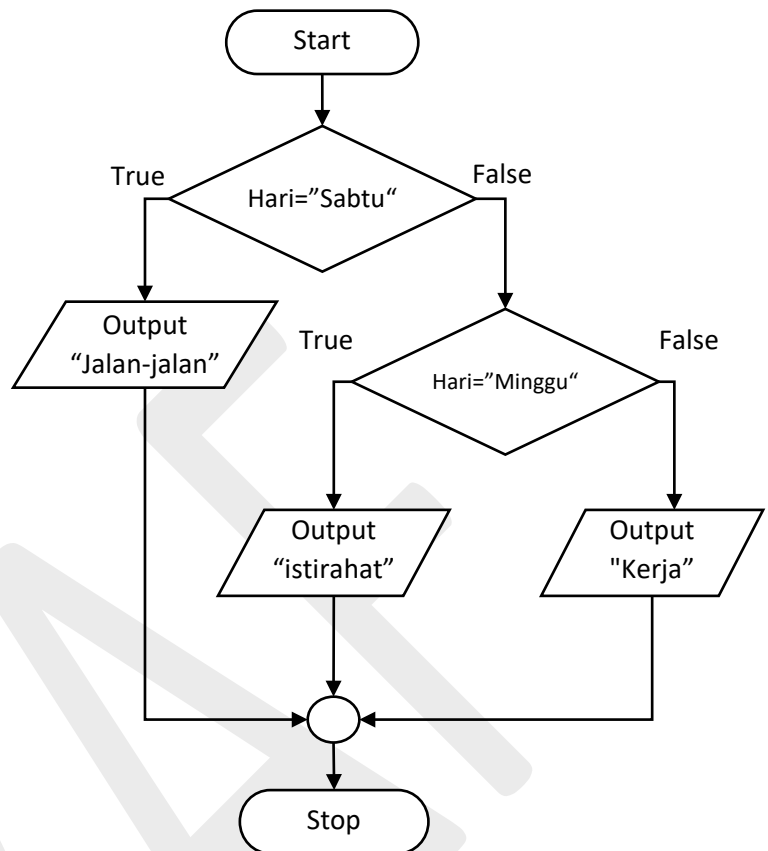 Start
True
False
Hari=”Sabtu“
Output
“Jalan-jalan”
True
False
Hari=”Minggu“
Output
“istirahat”
Output
"Kerja”
Stop